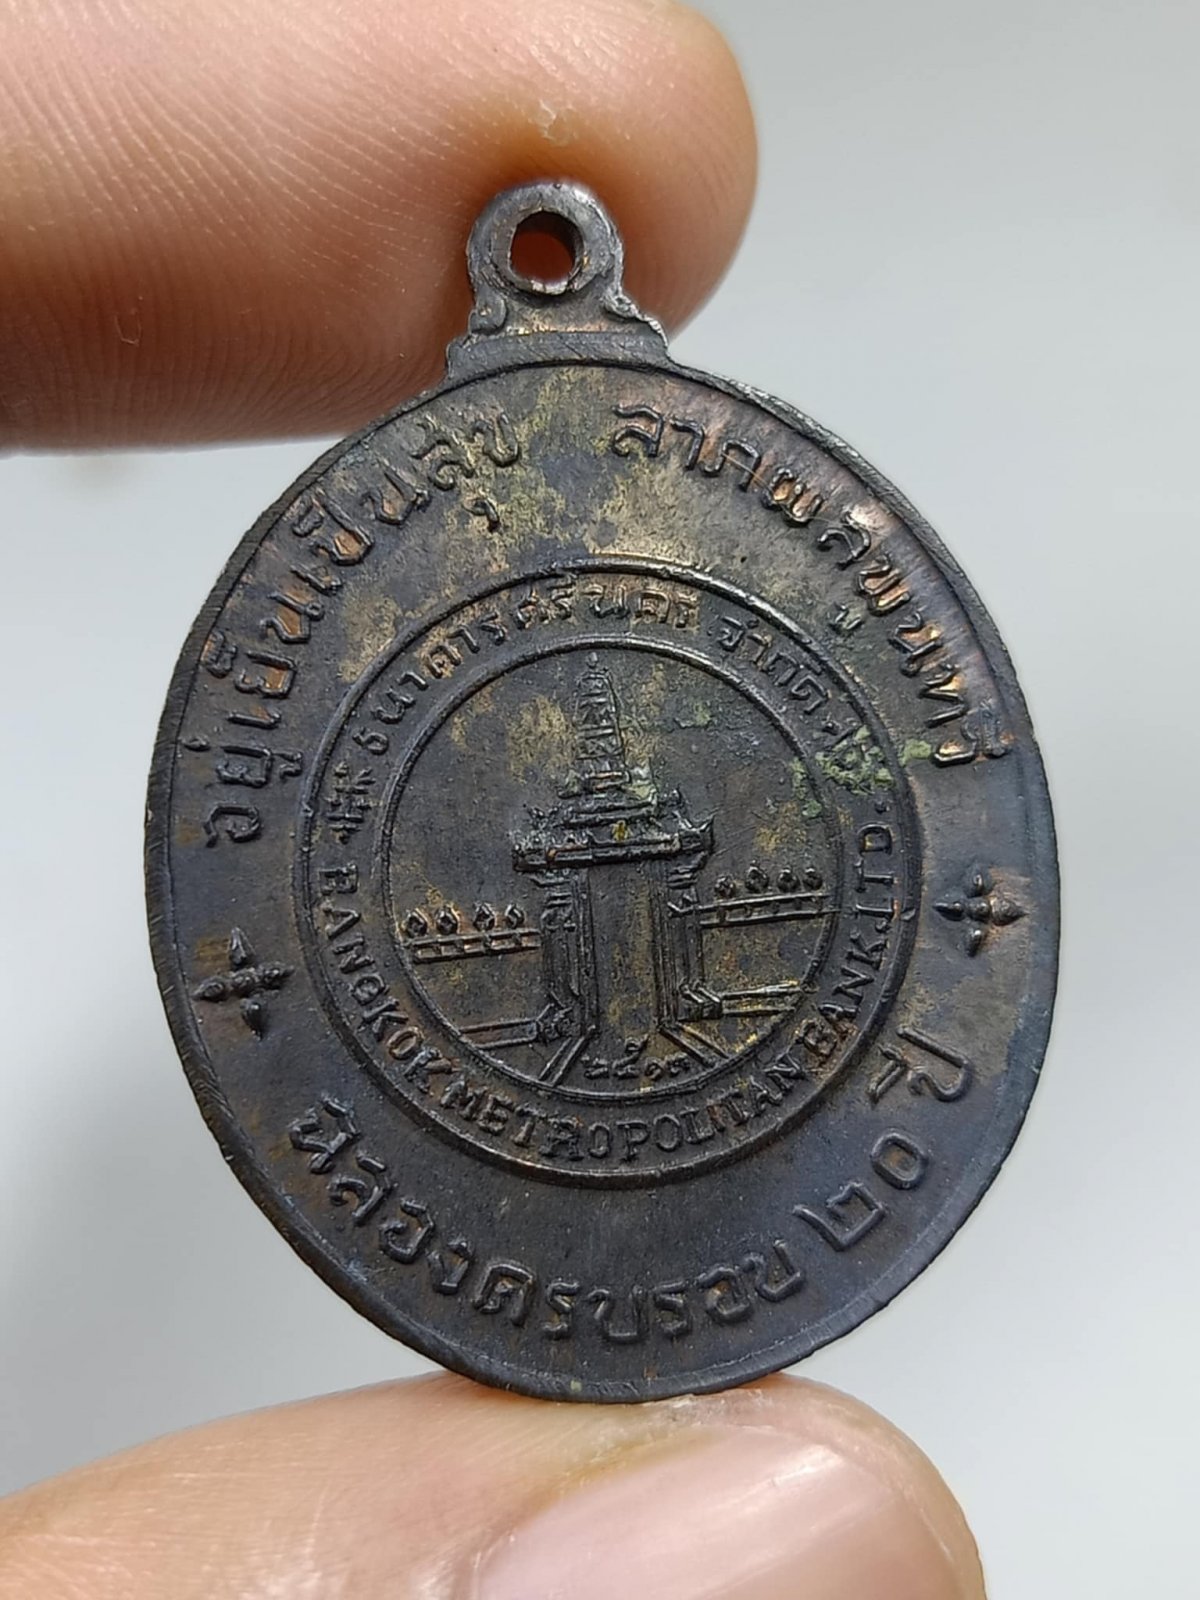 อยู่เย็นเป็นสุข ลาภผลพูนทวี
ธนาคารศรีนคร จำกัด
BANGKOK METROPOLITAN BANK.LTD.
๒๕๑๓
พิธีฉลองครบรอบ ๒๐ ปี